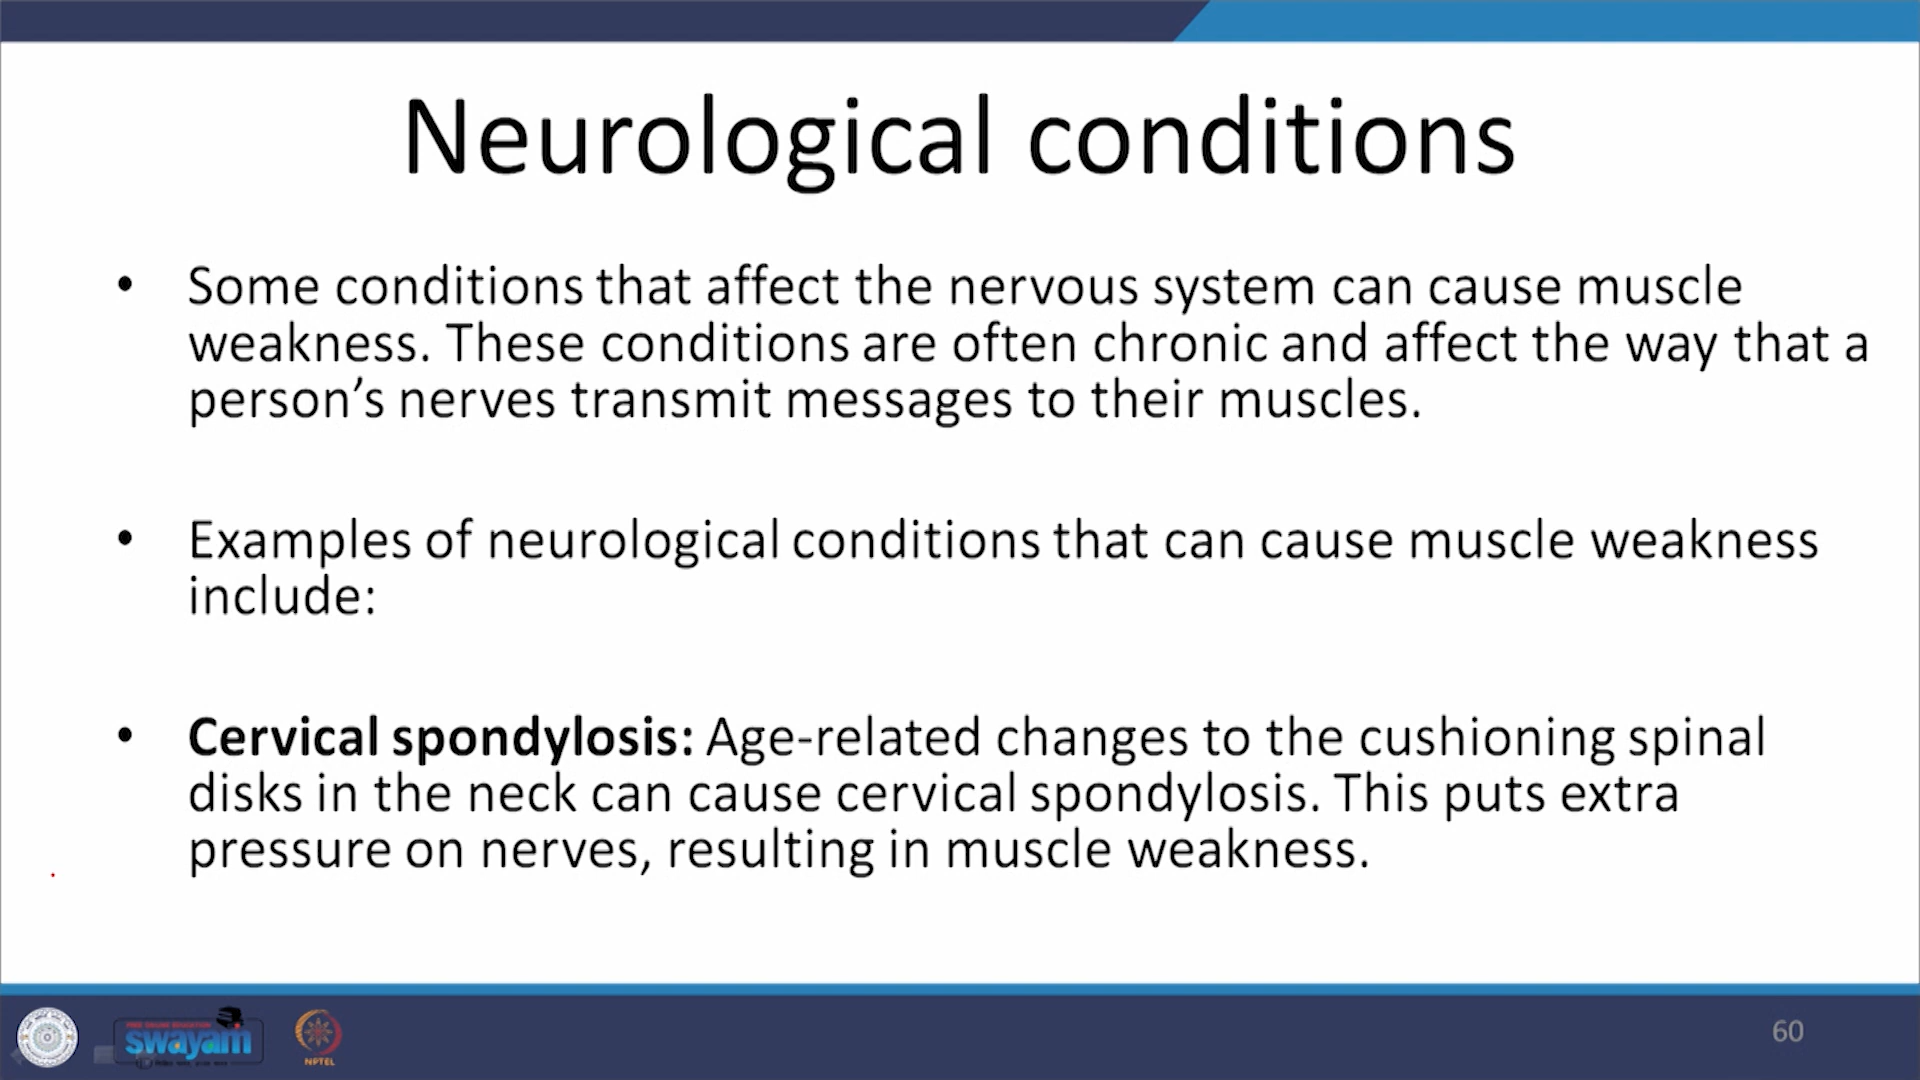 Neurological conditions
• Some conditions that affect the nervous system can cause muscle
weakness. These conditions are often chronic and affect the way that a
person’s nerves transmit messages to their muscles.
• Examples of neurological conditions that can cause muscle weakness
include:
• Cervical spondylosis: Age-related changes to the cushioning spinal
disks in the neck can cause cervical spondylosis. This puts extra
pressure on nerves, resulting in muscle weakness.
FREE ONLINE EDUCATION
swayam
NPTEL
60